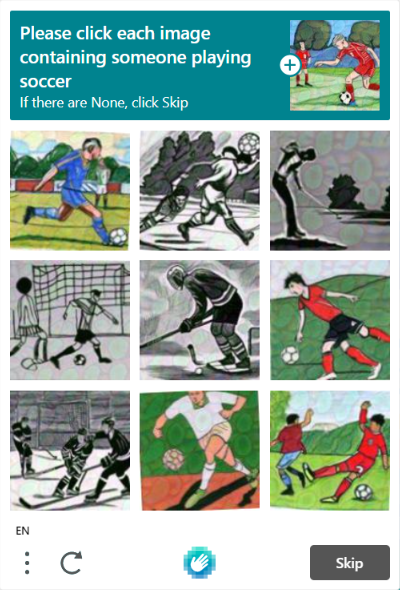 Please click each image
containing someone playing
soccer
If there are None, click Skip
EN
Skip